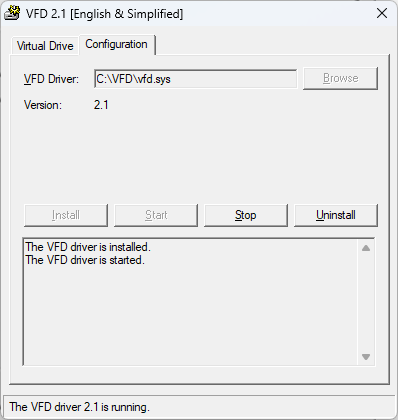 VFD 2.1 [English & Simplified]
Virtual Drive
Configuration
VFD Driver:
C:\VFD\vfd.sys
Browse
Version:
2.1
Install
Start
Stop
Uninstall
The VFD driver is installed.
The VFD driver is started.
The VFD driver 2.1 is running.